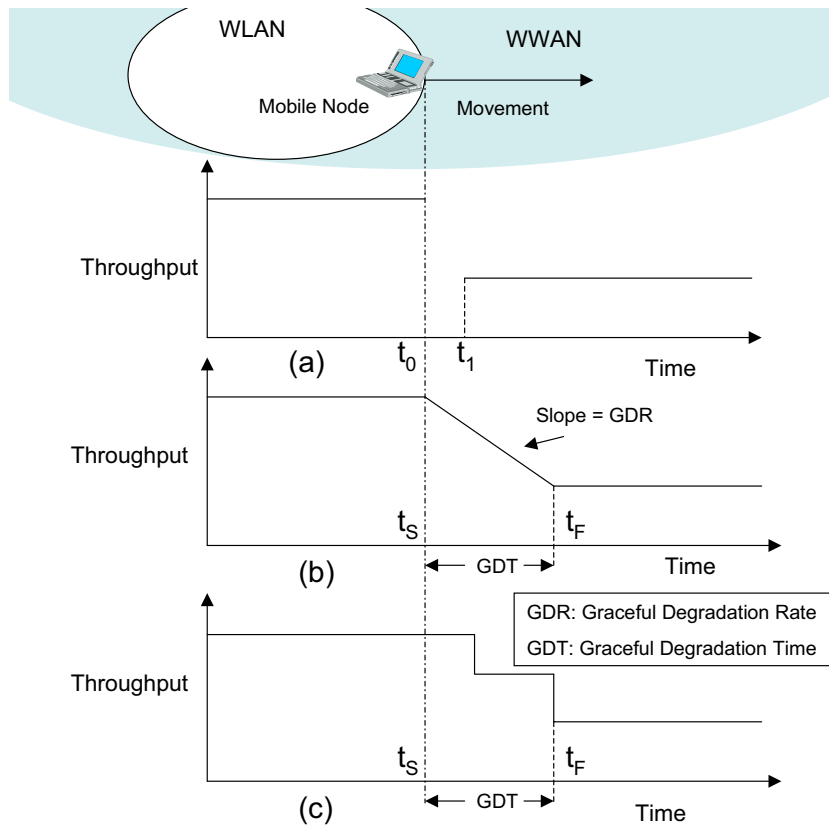 WLAN
WWAN
Mobile Node
Movement
Throughput
(a)
t0
t1
Time
Slope = GDR
Throughput
tS
tF
(b)
GDT
Time
GDR: Graceful Degradation Rate
GDT: Graceful Degradation Time
Throughput
tS
tF
(c)
GDT
Time